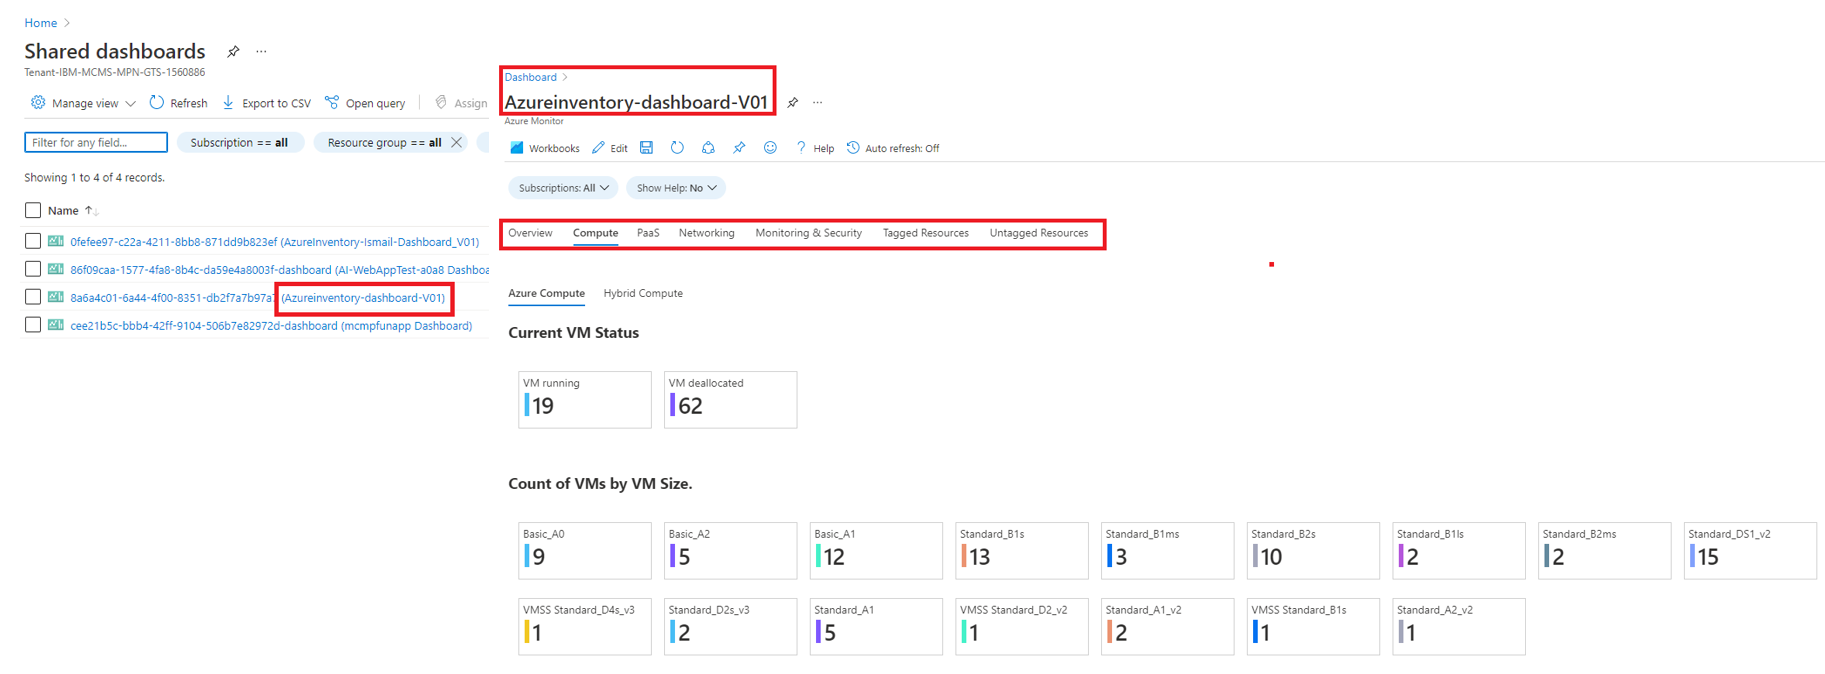 Home
Shared dashboards
Tenant-IBM-MCMS-MPN-GTS-1560886
Manage view Refresh Export to CSV Open query Assign
Filter for any field... Subscription == all Resource group == all
Showing 1 to 4 of 4 records.
Name
0fefee97-c22a-4211-8bb8-871dd9b823ef (AzureInventory-Ismail-Dashboard_V01)
86f09caa-1577-4fa8-8b4c-da59e4a8003f-dashboard (AI-WebAppTest-a0a8 Dashboa
8a6a4c01-6a44-4f00-8351-db2f7a7b97a7 (Azureinventory-dashboard-V01)
cee21b5c-bbb4-42ff-9104-506b7e82972d-dashboard (mcmpfunapp Dashboard)
Dashboard
Azureinventory-dashboard-V01
Azure Monitor
Workbooks Edit Help Auto refresh: Off
Subscriptions: All Show Help: No
Overview Compute PaaS Networking Monitoring & Security Tagged Resources Untagged Resources
Azure Compute Hybrid Compute
Current VM Status
VM running VM deallocated
19 62
Count of VMs by VM Size.
Basic_A0 Basic_A2 Basic_A1 Standard_B1s Standard_B1ms Standard_B2s Standard_B1ls Standard_B2ms Standard_DS1_v2
9 5 12 13 3 10 2 2 15
VMSS Standard_D4s_v3 Standard_D2s_v3 Standard_A1 VMSS Standard_D2_v2 Standard_A1_v2 VMSS Standard_B1s Standard_A2_v2
1 2 5 1 2 1 1